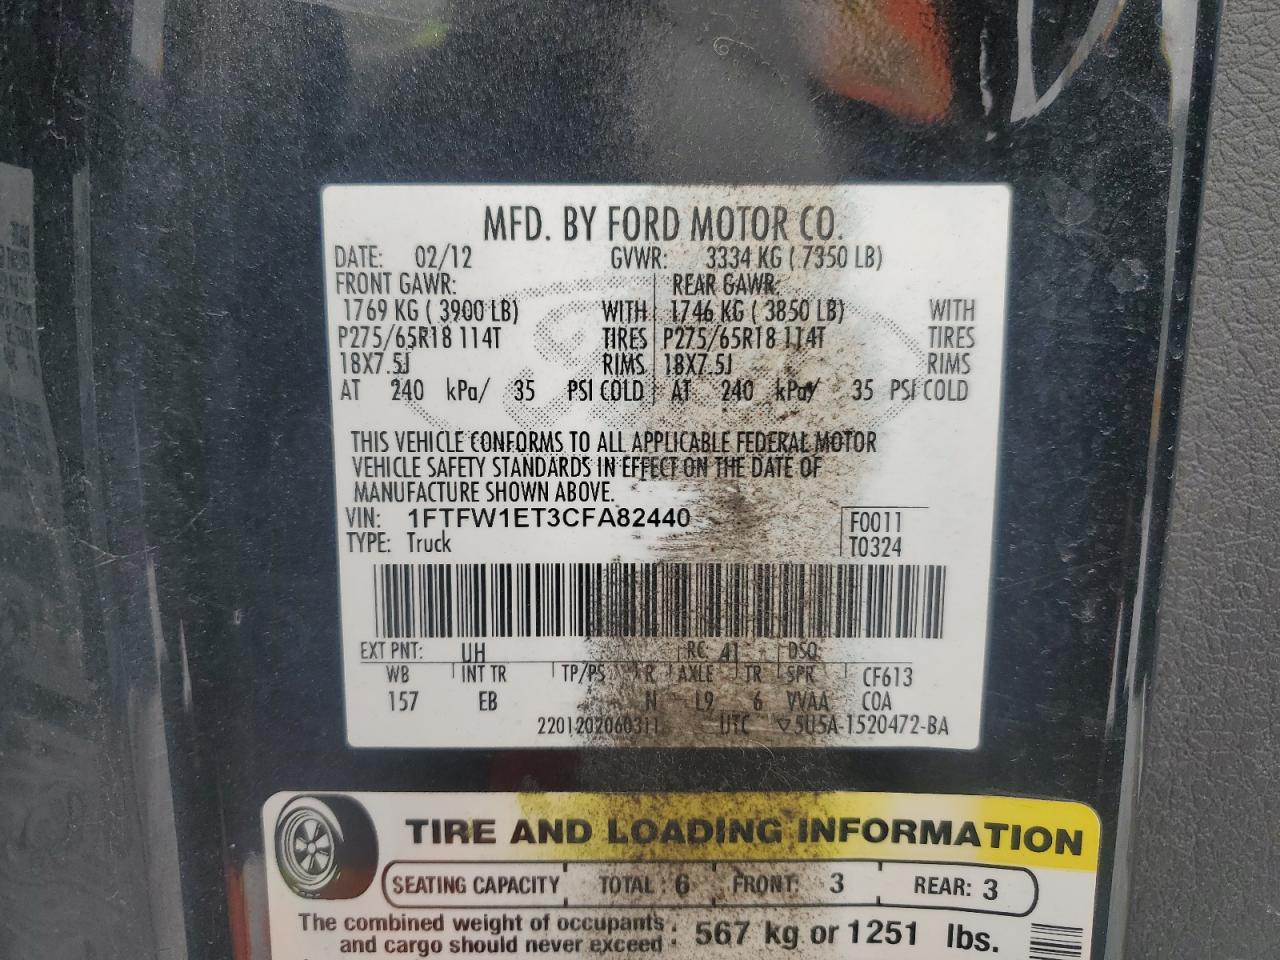 MFD. BY FORD MOTOR CO.
DATE: 02/12 GVWR: 3334 KG ( 7350 LB)
FRONT GAWR: REAR GAWR:
1769 KG ( 3900 LB) WITH 1746 KG ( 3850 LB) WITH
P275/65R18 114T TIRES P275/65R18 114T TIRES
18X7.5J RIMS 18X7.5J RIMS
AT 240 kPa/ 35 PSI COLD AT 240 kPa/ 35 PSI COLD
THIS VEHICLE CONFORMS TO ALL APPLICABLE FEDERAL MOTOR
VEHICLE SAFETY STANDARDS IN EFFECT ON THE DATE OF
MANUFACTURE SHOWN ABOVE.
VIN: 1FTFW1ET3CFA82440 F0011
TYPE: Truck T0324
EXT PNT: UH RC 41 DSO
WB INT TR TP/PS R AXLE TR SPR CF613
157 EB N L9 6 VVAA COA
2201202060311 UTC ▽5U5A-1520472-BA
TIRE AND LOADING INFORMATION
SEATING CAPACITY TOTAL : 6 FRONT: 3 REAR: 3
The combined weight of occupants
and cargo should never exceed : 567 kg or 1251 lbs.